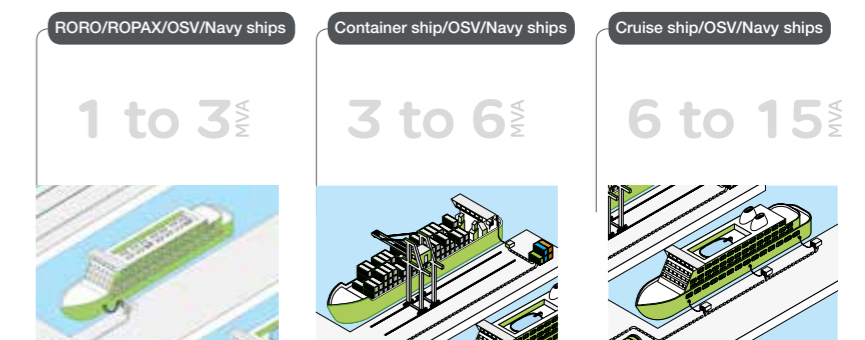 RORO/ROPAX/OSV/Navy ships
1 to 3 MVA
Container ship/OSV/Navy ships
3 to 6 MVA
Cruise ship/OSV/Navy ships
6 to 15 MVA